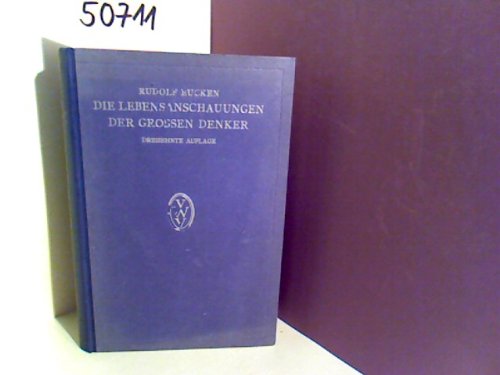 50711
RUDOLF EUCKEN
DIE LEBENSANSCHAUUNGEN
DER GROSSEN DENKER
DREIZEHNTE AUFLAGE